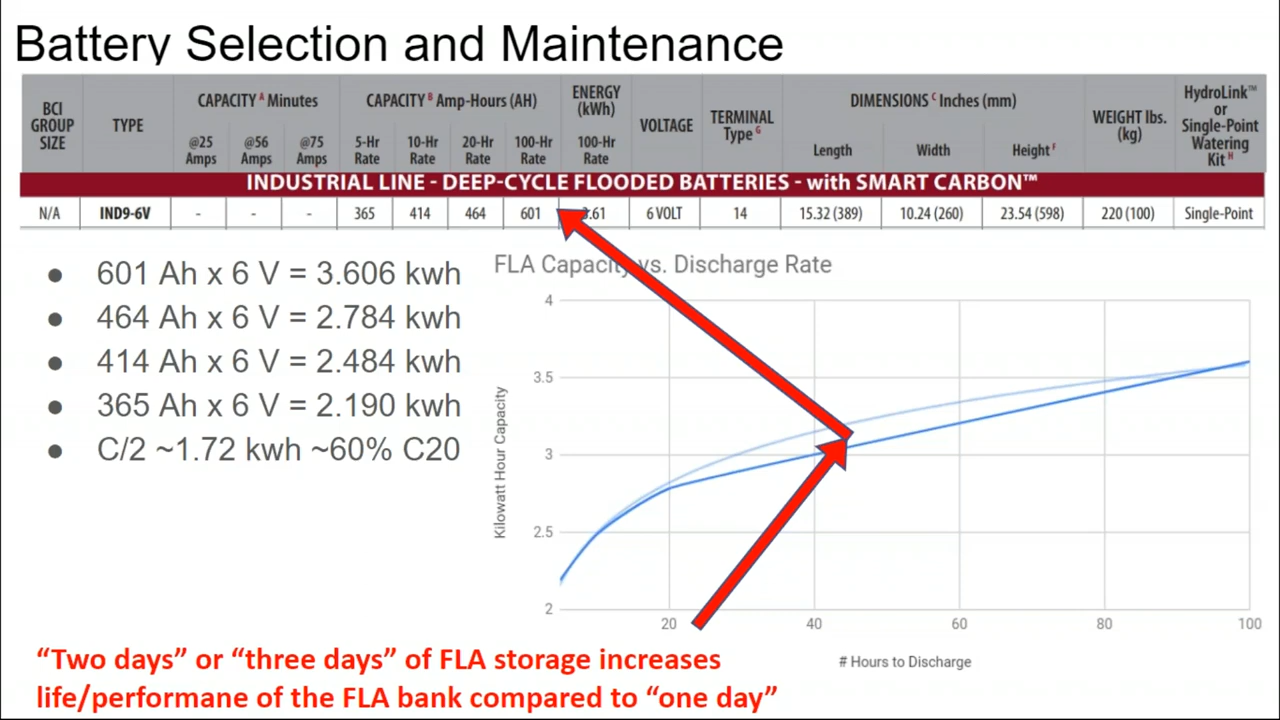 Battery Selection and Maintenance
BCI GROUP SIZE TYPE CAPACITY A Minutes CAPACITY B Amp-Hours (AH) ENERGY (kWh) VOLTAGE TERMINAL Type G DIMENSIONS C Inches (mm) WEIGHT lbs. (kg) HydroLink™ or Single-Point Watering Kit H
@25 Amps @56 Amps @75 Amps 5-Hr Rate 10-Hr Rate 20-Hr Rate 100-Hr Rate 100-Hr Rate Length Width Height F
INDUSTRIAL LINE - DEEP-CYCLE FLOODED BATTERIES - with SMART CARBON™
N/A IND9-6V - - - 365 414 464 601 .61 6 VOLT 14 15.32 (389) 10.24 (260) 23.54 (598) 220 (100) Single-Point
● 601 Ah x 6 V = 3.606 kwh
● 464 Ah x 6 V = 2.784 kwh
● 414 Ah x 6 V = 2.484 kwh
● 365 Ah x 6 V = 2.190 kwh
● C/2 ~1.72 kwh ~60% C20
FLA Capacity vs. Discharge Rate
Kilowatt Hour Capacity
4
3.5
3
2.5
2
20 40 60 80 100
# Hours to Discharge
“Two days” or “three days” of FLA storage increases
life/performane of the FLA bank compared to “one day”